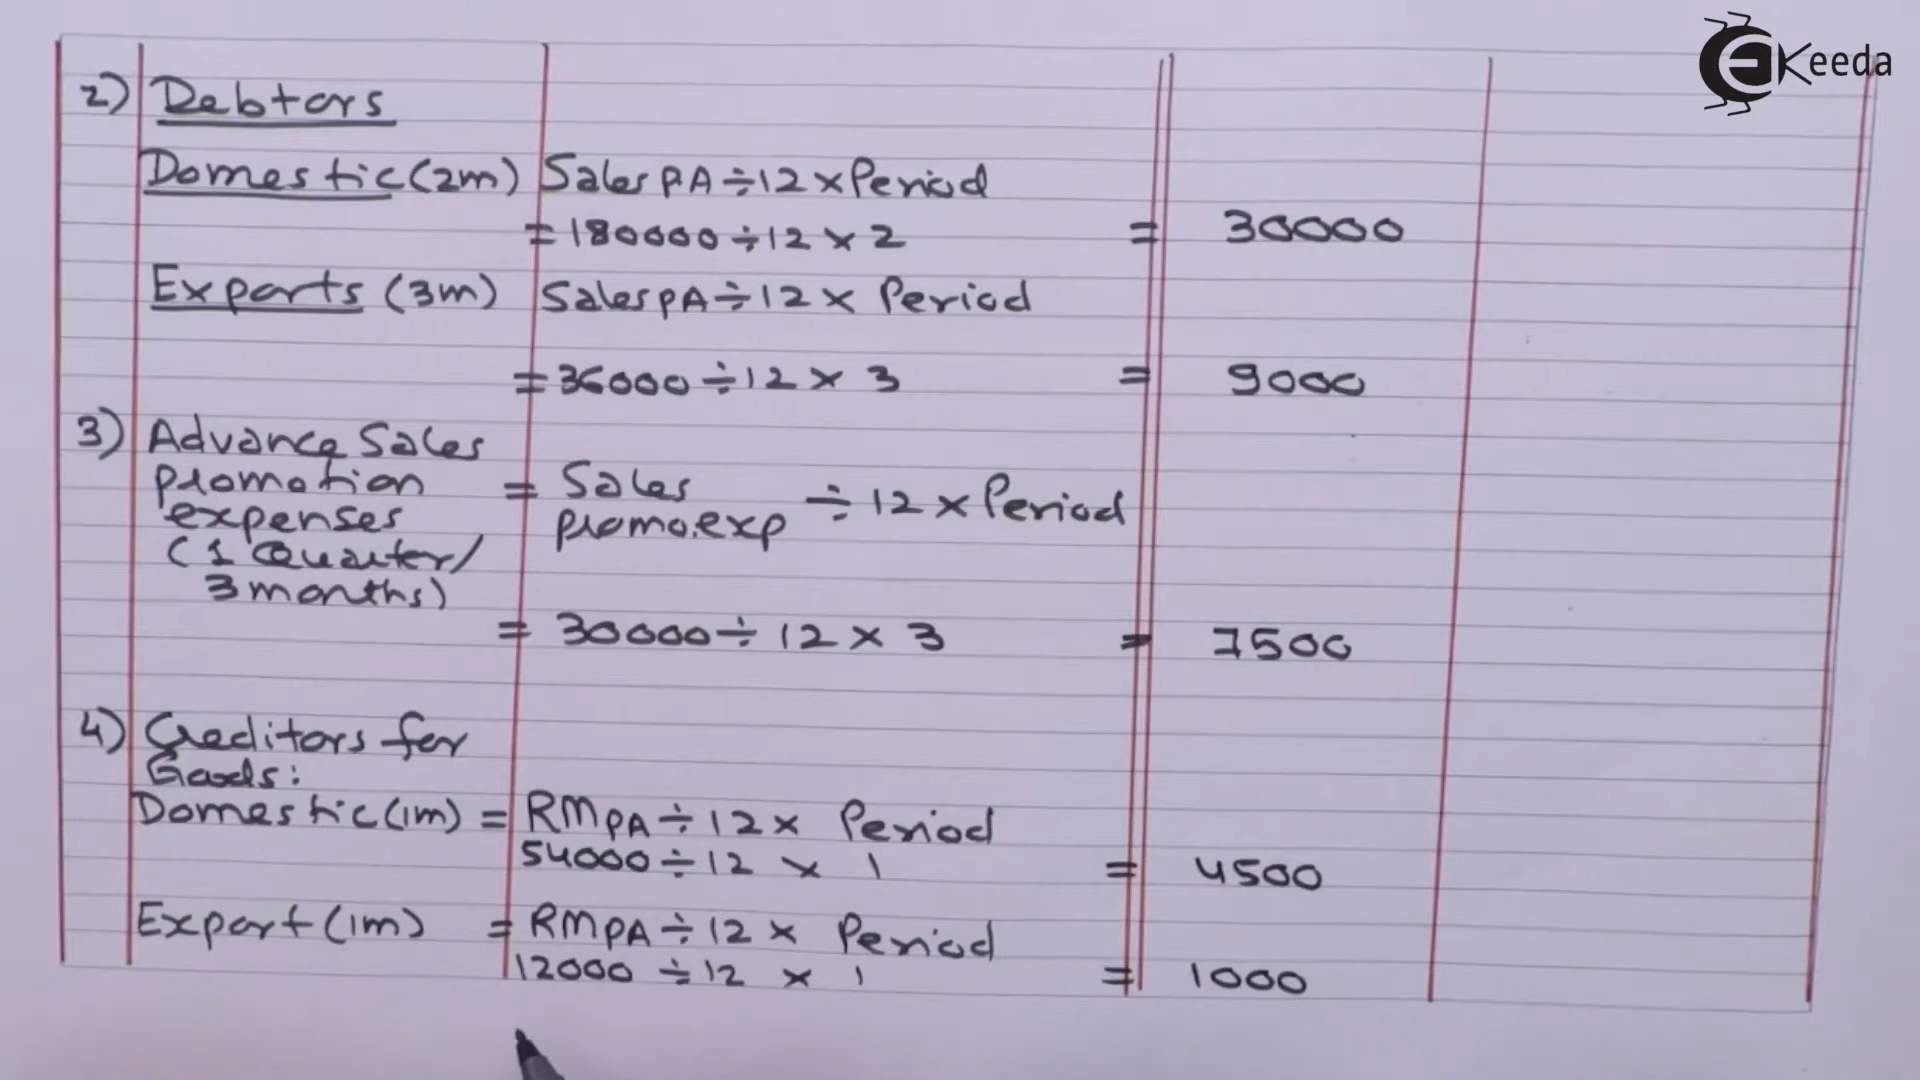 Keeda
2) Debtors
Domestic (2m) Sales PA ÷ 12 x Period
= 180000 ÷ 12 x 2 = 30000
Exports (3m) Sales PA ÷ 12 x Period
= 36000 ÷ 12 x 3 = 9000
3) Advance Sales
promotion = Sales ÷ 12 x Period
expenses promo.exp
(1 Quarter/
3 months)
= 30000 ÷ 12 x 3 = 7500
4) Creditors for
Goods:
Domestic (1m) = RM PA ÷ 12 x Period
54000 ÷ 12 x 1 = 4500
Export (1m) = RM PA ÷ 12 x Period
12000 ÷ 12 x 1 = 1000